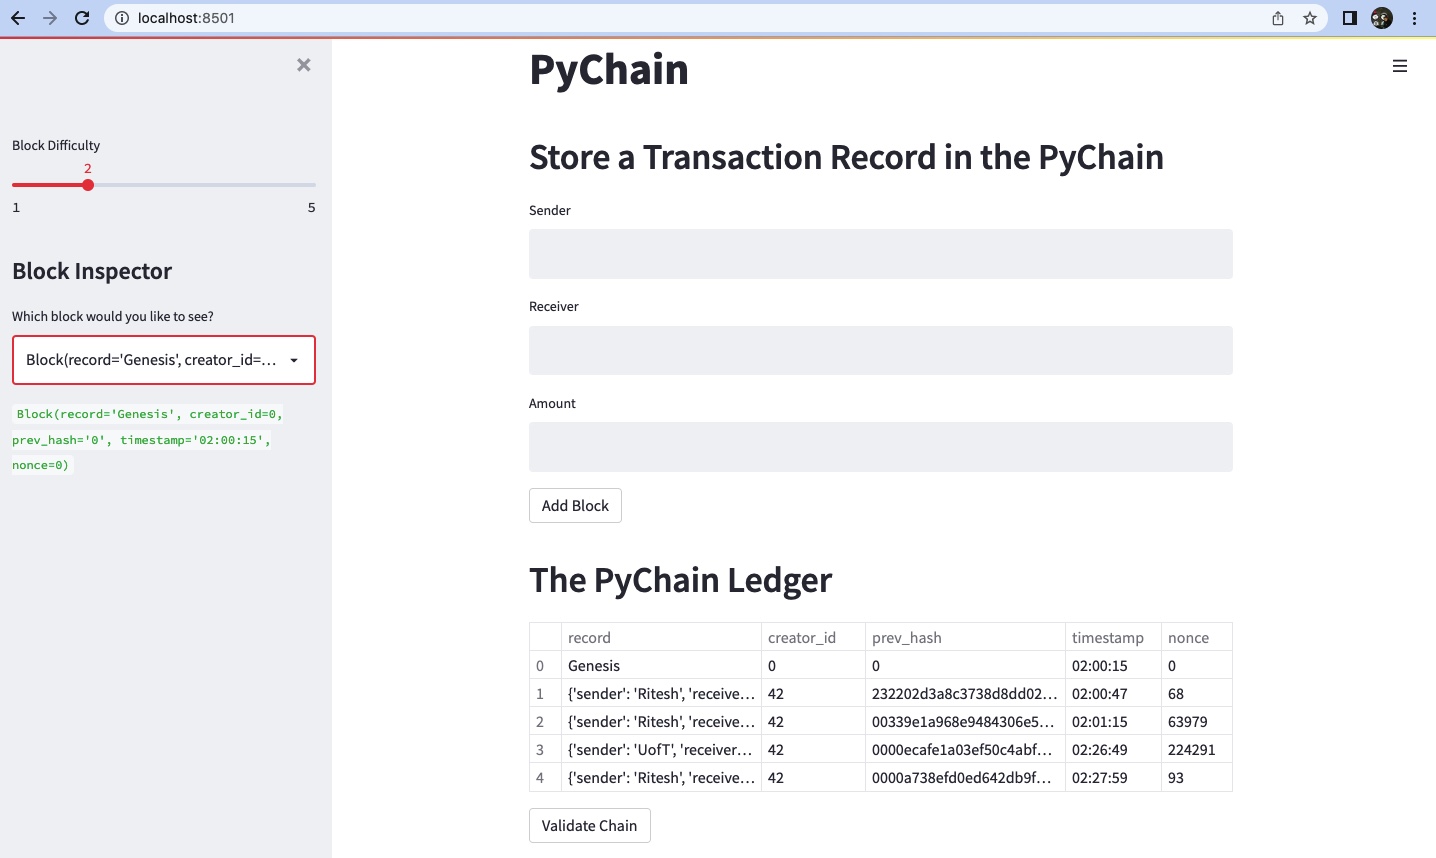 localhost:8501
Block Difficulty
2
1 5
Block Inspector
Which block would you like to see?
Block(record='Genesis', creator_id=...
Block(record='Genesis', creator_id=0,
prev_hash='0', timestamp='02:00:15',
nonce=0)
PyChain
Store a Transaction Record in the PyChain
Sender
Receiver
Amount
Add Block
The PyChain Ledger
record creator_id prev_hash timestamp nonce
0 Genesis 0 0 02:00:15 0
1 {'sender': 'Ritesh', 'receive... 42 232202d3a8c3738d8dd02... 02:00:47 68
2 {'sender': 'Ritesh', 'receive... 42 00339e1a968e9484306e5... 02:01:15 63979
3 {'sender': 'UofT', 'receiver... 42 0000ecafe1a03ef50c4abf... 02:26:49 224291
4 {'sender': 'Ritesh', 'receive... 42 0000a738efd0ed642db9f... 02:27:59 93
Validate Chain